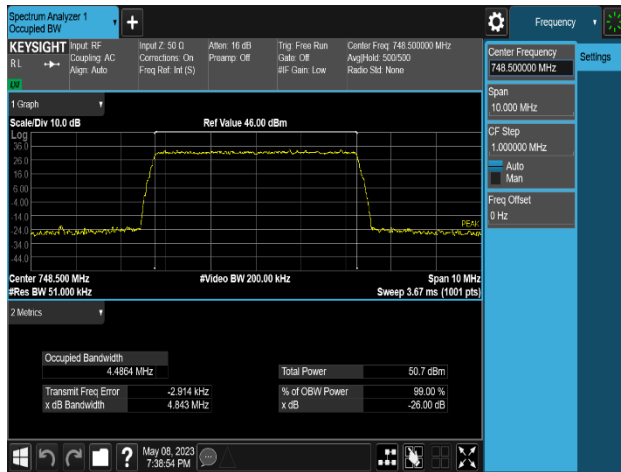 Spectrum Analyzer 1
Occupied BW
+
Frequency
KEYSIGHT
R L
Input: RF
Coupling: AC
Align: Auto
Input Z: 50 Ω
Corrections: On
Freq Ref: Int (S)
Atten: 16 dB
Preamp: Off
Trig: Free Run
Gate: Off
#IF Gain: Low
Center Freq: 748.500000 MHz
Avg|Hold: 500/500
Radio Std: None
Center Frequency
748.500000 MHz
Settings
Span
10.000 MHz
CF Step
1.000000 MHz
Auto
Man
Freq Offset
0 Hz
1 Graph
Scale/Div 10.0 dB
Ref Value 46.00 dBm
Log
36.0
26.0
16.0
6.00
-4.00
-14.0
-24.0
-34.0
-44.0
PEAK
Center 748.500 MHz
#Video BW 200.00 kHz
Span 10 MHz
#Res BW 51.000 kHz
Sweep 3.67 ms (1001 pts)
2 Metrics
Occupied Bandwidth
4.4864 MHz
Total Power 50.7 dBm
Transmit Freq Error -2.914 kHz
% of OBW Power 99.00 %
x dB Bandwidth 4.843 MHz
x dB -26.00 dB
?
May 08, 2023
7:38:54 PM